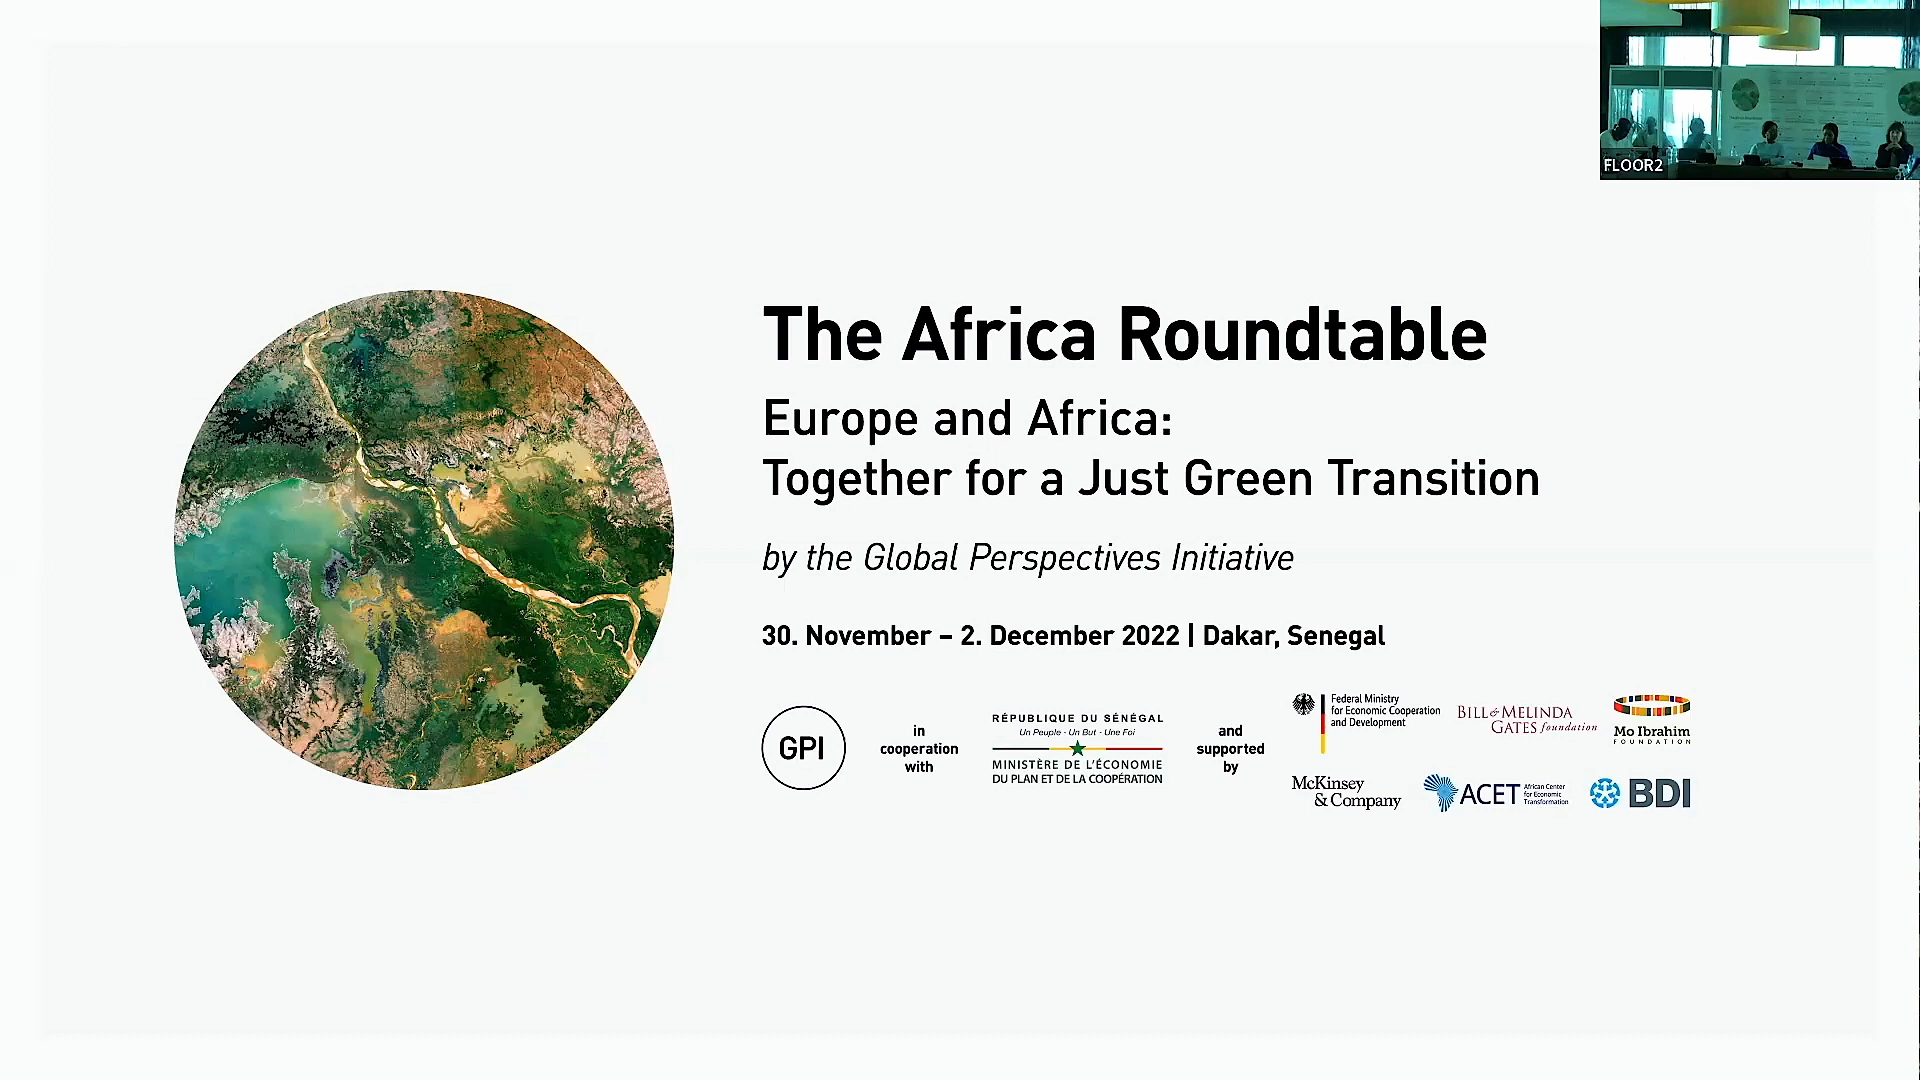 FLOOR2
The Africa Roundtable
Europe and Africa:
Together for a Just Green Transition
by the Global Perspectives Initiative
30. November – 2. December 2022 | Dakar, Senegal
GPI
in
cooperation
with
RÉPUBLIQUE DU SÉNÉGAL
Un Peuple - Un But - Une Foi
MINISTÈRE DE L'ÉCONOMIE
DU PLAN ET DE LA COOPÉRATION
and
supported
by
Federal Ministry
for Economic Cooperation
and Development
BILL & MELINDA
GATES foundation
Mo Ibrahim
FOUNDATION
McKinsey
& Company
ACET
African Center
for Economic
Transformation
BDI